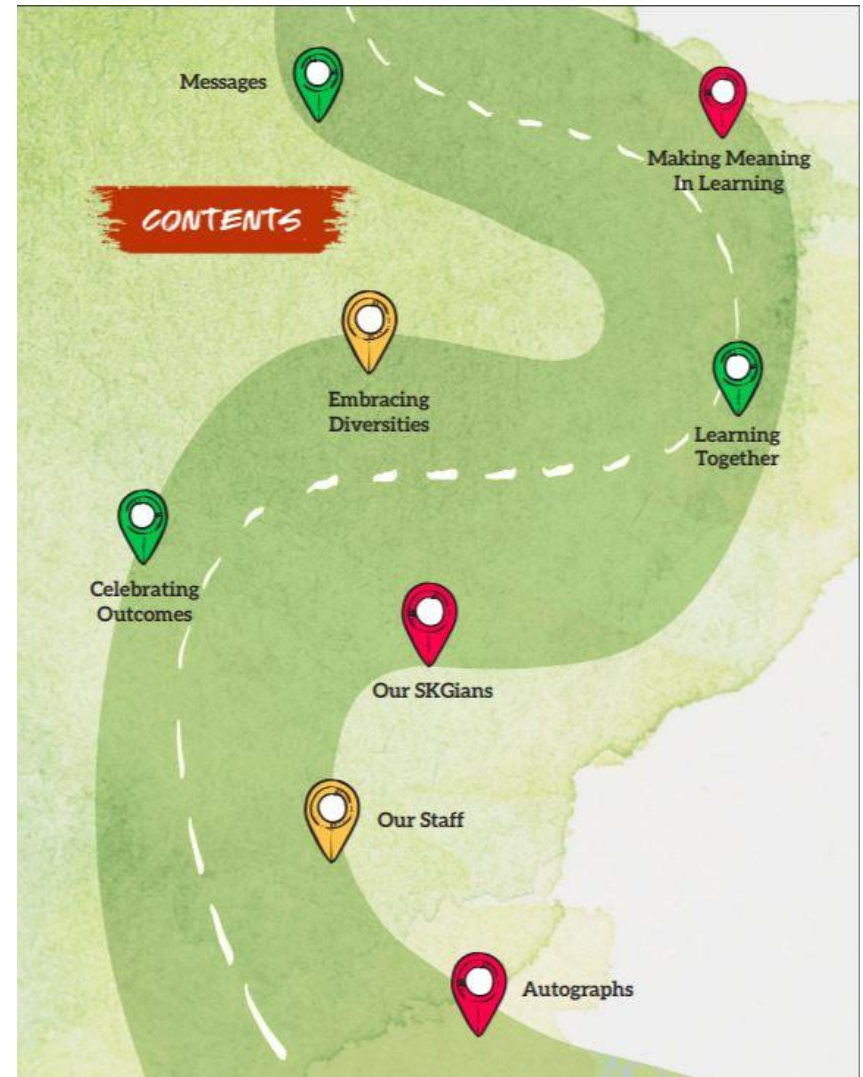 Messages
Making Meaning
In Learning
CONTENTS
Embracing
Diversities
Learning
Together
Celebrating
Outcomes
Our SKGians
Our Staff
Autographs